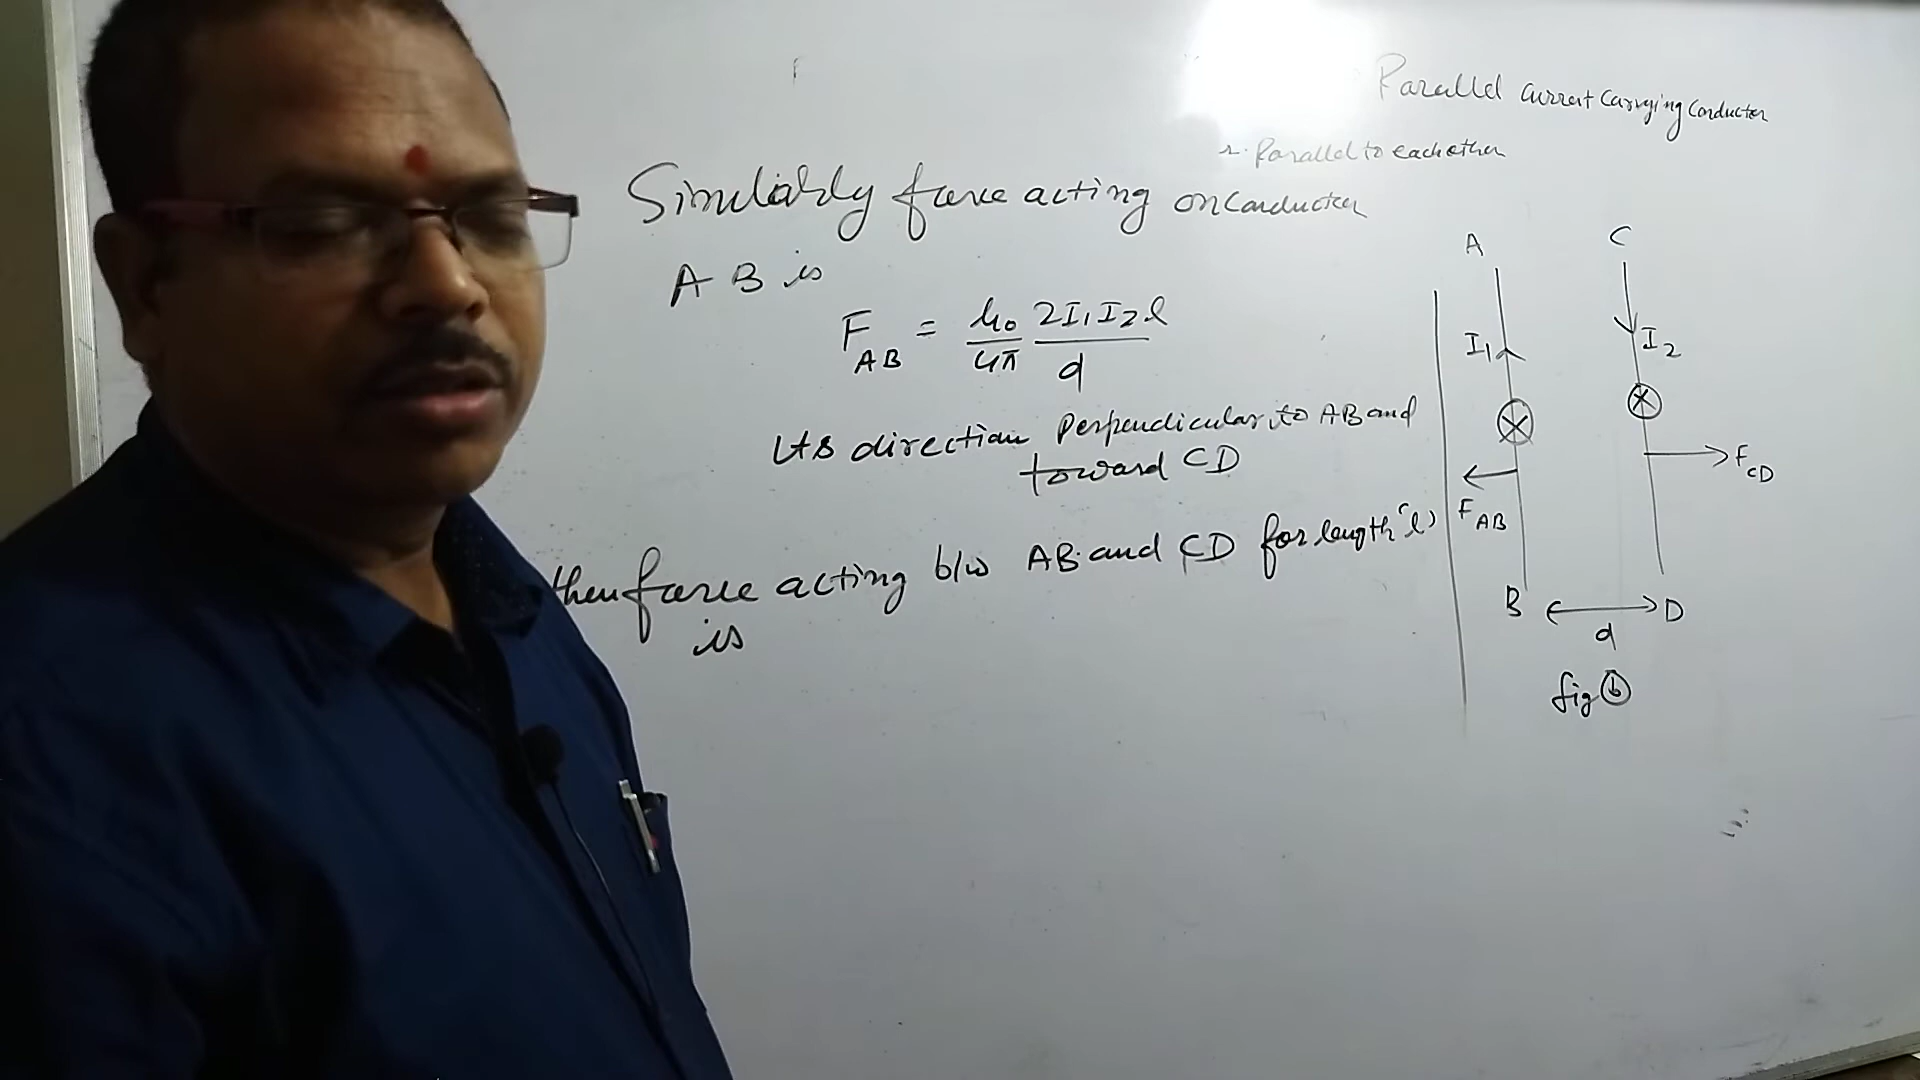 Parallel current carrying conductor
Parallel to each other
Similarly force acting on conductor
AB is
F_AB = μ₀/4π 2I₁I₂l/d
Its direction perpendicular to AB and
toward CD
then force acting b/w AB and CD for length 'l'
is
A C
I₁ I₂
F_CD
F_AB
B D
d
fig (b)